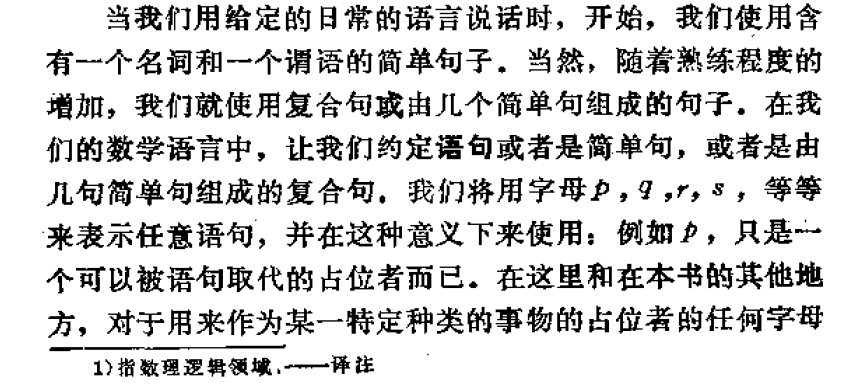 当我们用给定的日常的语言说话时，开始，我们使用含
有一个名词和一个谓语的简单句子。当然，随着熟练程度的
增加，我们就使用复合句或由几个简单句组成的句子。在我
们的数学语言中，让我们约定语句或者是简单句，或者是由
几句简单句组成的复合句。我们将用字母p，q，r，s，等等
来表示任意语句，并在这种意义下来使用：例如p，只是一
个可以被语句取代的占位者而已。在这里和在本书的其他地
方，对于用来作为某一特定种类的事物的占位者的任何字母
1）指数理逻辑领域.——译注